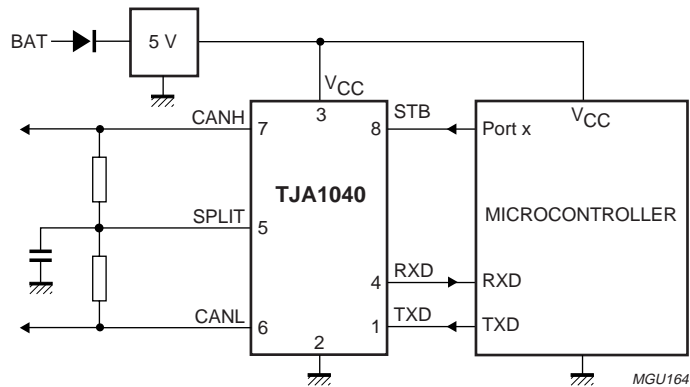 BAT
5 V
VCC
CANH
7
3
8
STB
Port x
VCC
TJA1040
SPLIT
5
MICROCONTROLLER
4
RXD
RXD
CANL
6
1
TXD
TXD
2
MGU164